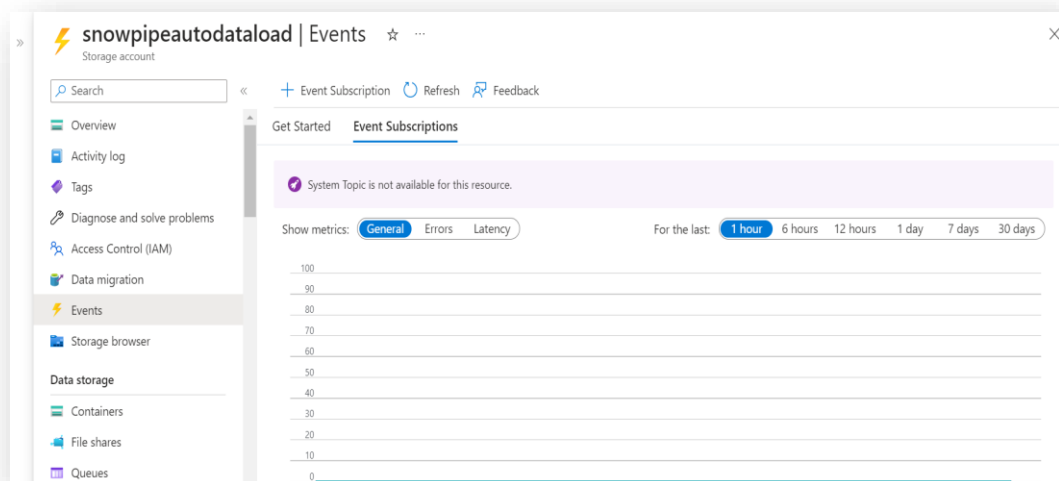 snowpipeautodataload | Events
Storage account
Search
Overview
Activity log
Tags
Diagnose and solve problems
Access Control (IAM)
Data migration
Events
Storage browser
Data storage
Containers
File shares
Queues
Event Subscription Refresh Feedback
Get Started Event Subscriptions
System Topic is not available for this resource.
Show metrics: General Errors Latency For the last: 1 hour 6 hours 12 hours 1 day 7 days 30 days
100
90
80
70
60
50
40
30
20
10
0